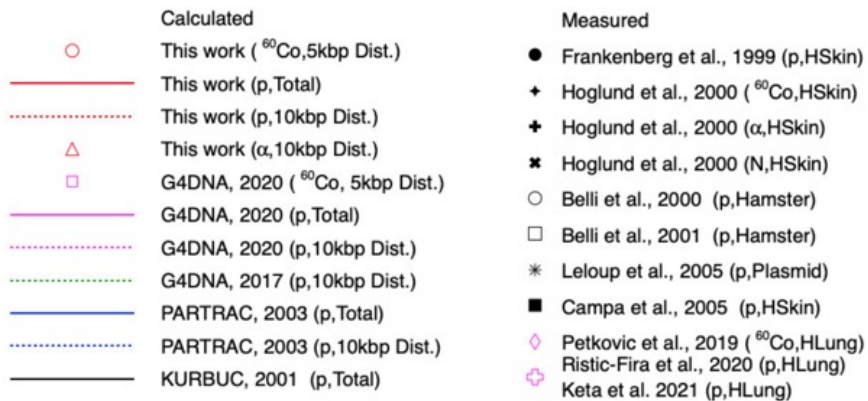 Calculated
This work ( ⁶⁰Co,5kbp Dist.)
This work (p,Total)
This work (p,10kbp Dist.)
This work (α,10kbp Dist.)
G4DNA, 2020 ( ⁶⁰Co, 5kbp Dist.)
G4DNA, 2020 (p,Total)
G4DNA, 2020 (p,10kbp Dist.)
G4DNA, 2017 (p,10kbp Dist.)
PARTRAC, 2003 (p,Total)
PARTRAC, 2003 (p,10kbp Dist.)
KURBUC, 2001 (p,Total)
Measured
Frankenberg et al., 1999 (p,HSkin)
Hoglund et al., 2000 ( ⁶⁰Co,HSkin)
Hoglund et al., 2000 (α,HSkin)
Hoglund et al., 2000 (N,HSkin)
Belli et al., 2000 (p,Hamster)
Belli et al., 2001 (p,Hamster)
Leloup et al., 2005 (p,Plasmid)
Campa et al., 2005 (p,HSkin)
Petkovic et al., 2019 ( ⁶⁰Co,HLung)
Ristic-Fira et al., 2020 (p,HLung)
Keta et al. 2021 (p,HLung)